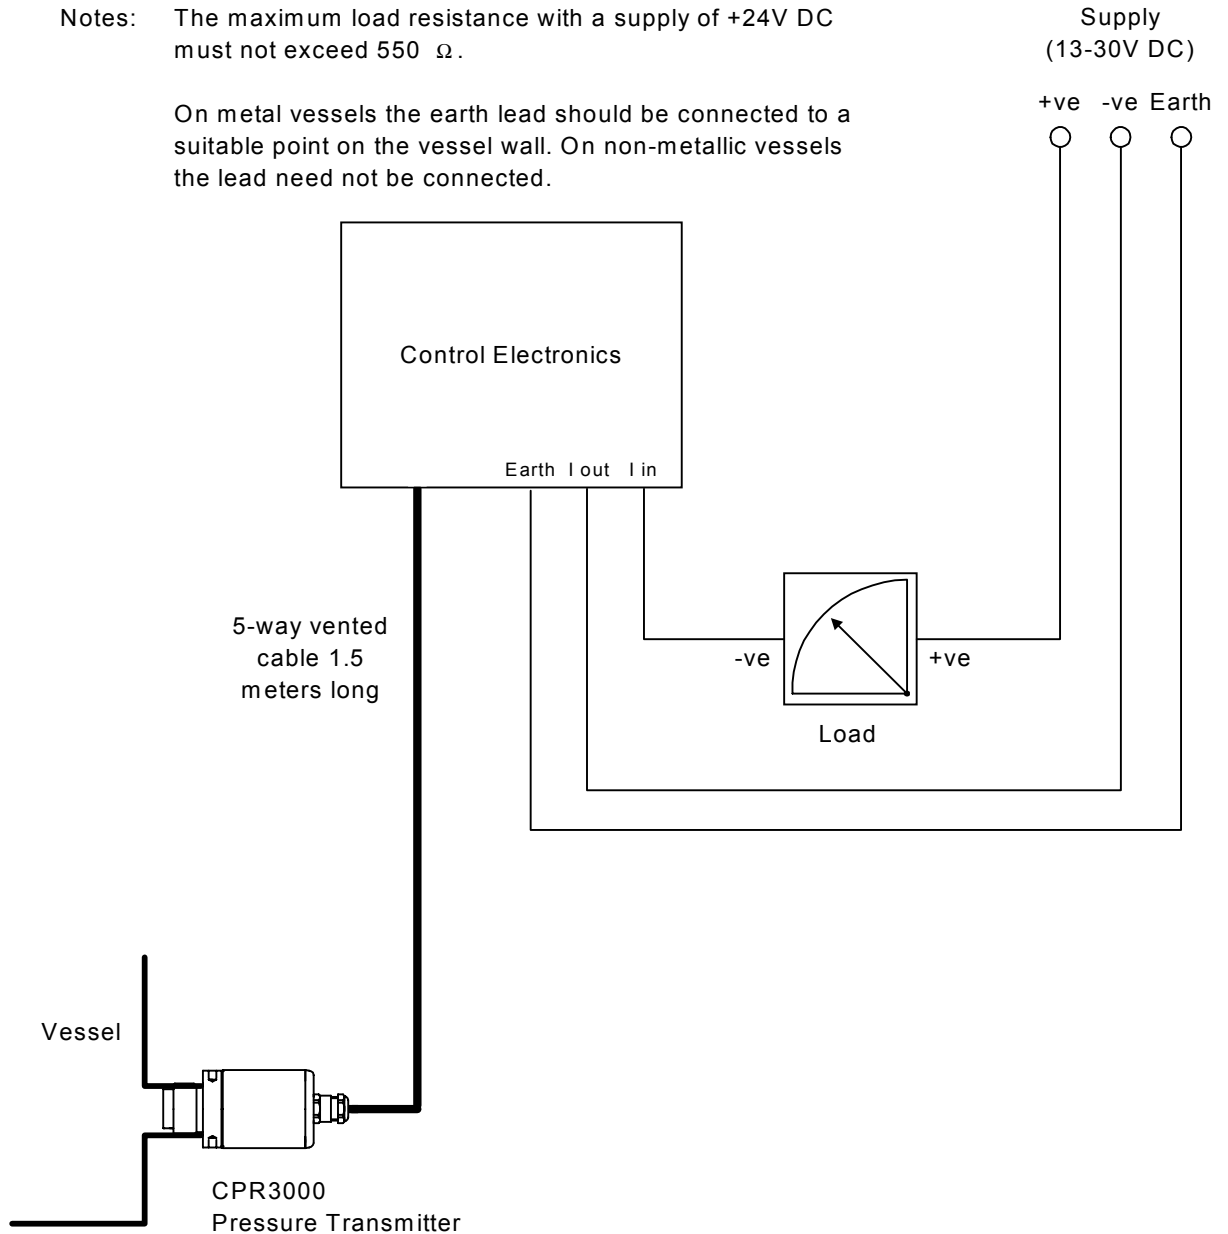 Notes: The maximum load resistance with a supply of +24V DC
must not exceed 550 Ω.
On metal vessels the earth lead should be connected to a
suitable point on the vessel wall. On non-metallic vessels
the lead need not be connected.
Supply
(13-30V DC)
+ve -ve Earth
Control Electronics
Earth I out I in
5-way vented
cable 1.5
meters long
-ve
+ve
Load
Vessel
CPR3000
Pressure Transmitter